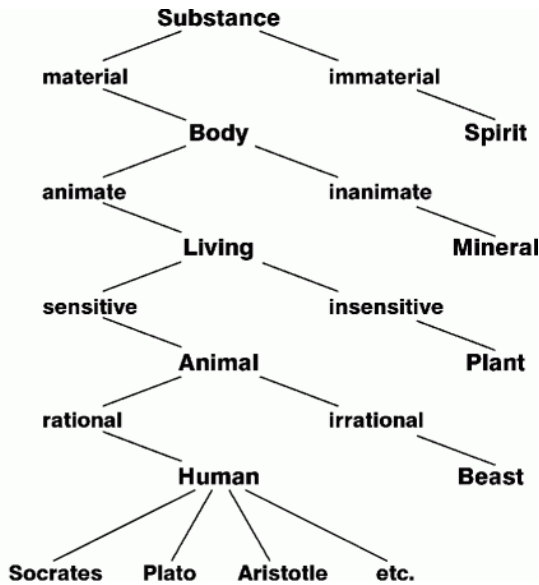 Substance
material immaterial
Body Spirit
animate inanimate
Living Mineral
sensitive insensitive
Animal Plant
rational irrational
Human Beast
Socrates Plato Aristotle etc.